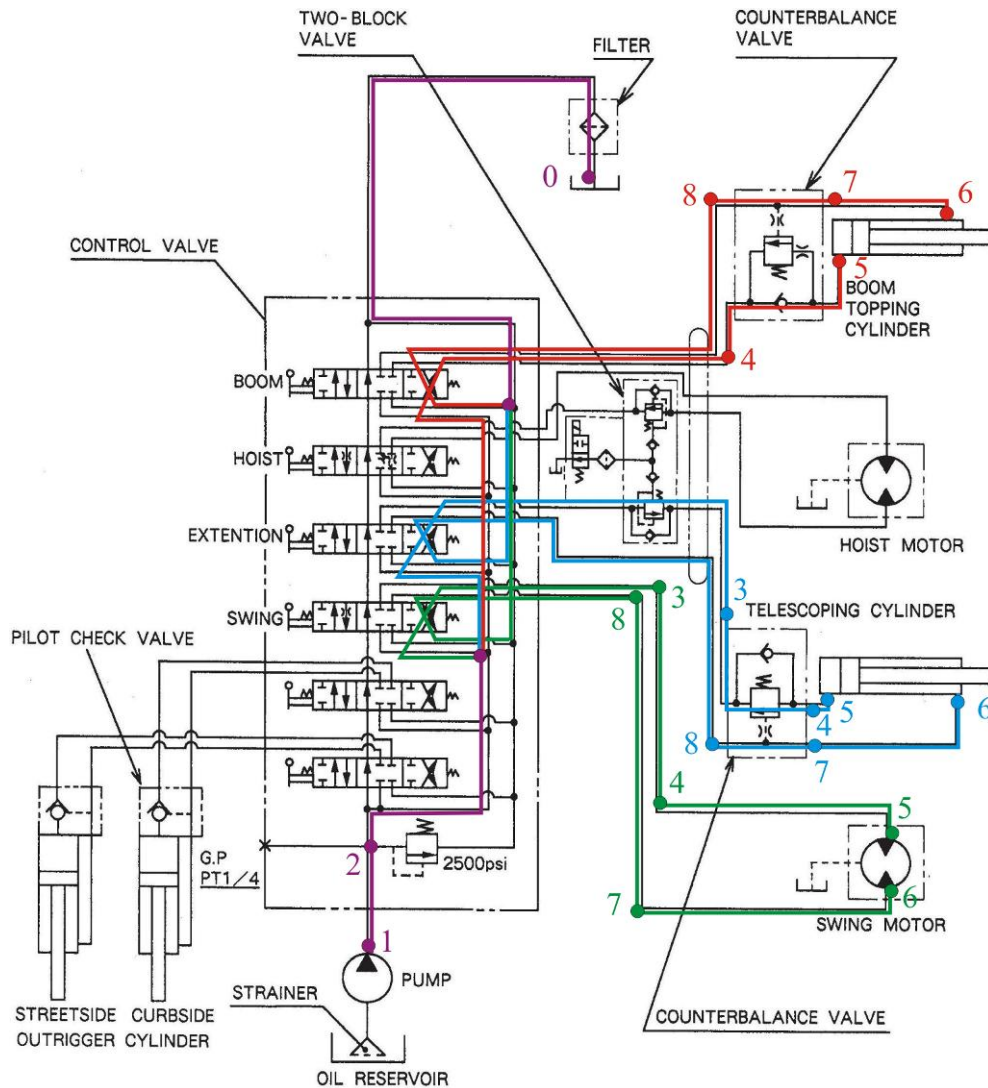 TWO-BLOCK
VALVE
FILTER
COUNTERBALANCE
VALVE
0
8
7
6
CONTROL VALVE
5
BOOM
TOPPING
CYLINDER
4
BOOM
HOIST
EXTENTION
HOIST MOTOR
3
3
TELESCOPING CYLINDER
SWING
8
PILOT CHECK VALVE
5
6
4
8
7
4
5
2
2500psi
G.P
PT1/4
6
7
SWING MOTOR
1
PUMP
STRAINER
COUNTERBALANCE VALVE
STREETSIDE
CURBSIDE
OUTRIGGER CYLINDER
OIL RESERVOIR